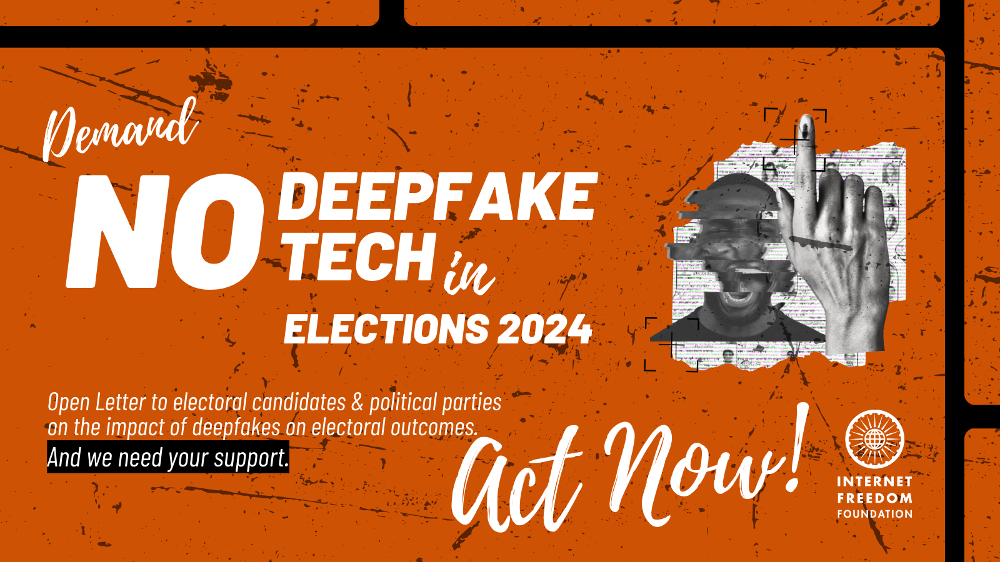 Demand
NO DEEPFAKE
TECH in
ELECTIONS 2024
Open Letter to electoral candidates & political parties
on the impact of deepfakes on electoral outcomes.
And we need your support.
Act Now!
INTERNET
FREEDOM
FOUNDATION